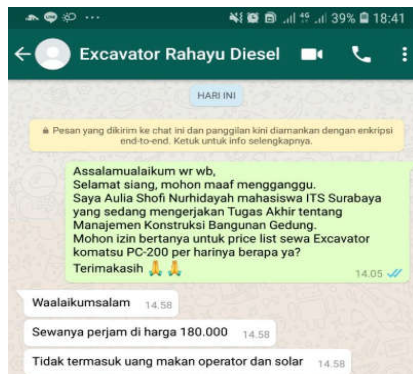 39% 18:41
Excavator Rahayu Diesel
HARI INI
Pesan yang dikirim ke chat ini dan panggilan kini diamankan dengan enkripsi
end-to-end. Ketuk untuk info selengkapnya.
Assalamualaikum wr wb,
Selamat siang, mohon maaf mengganggu.
Saya Aulia Shofi Nurhidayah mahasiswa ITS Surabaya
yang sedang mengerjakan Tugas Akhir tentang
Manajemen Konstruksi Bangunan Gedung.
Mohon izin bertanya untuk price list sewa Excavator
komatsu PC-200 per harinya berapa ya?
Terimakasih 🙏 🙏
14.05
Waalaikumsalam 14.58
Sewanya perjam di harga 180.000 14.58
Tidak termasuk uang makan operator dan solar 14.58